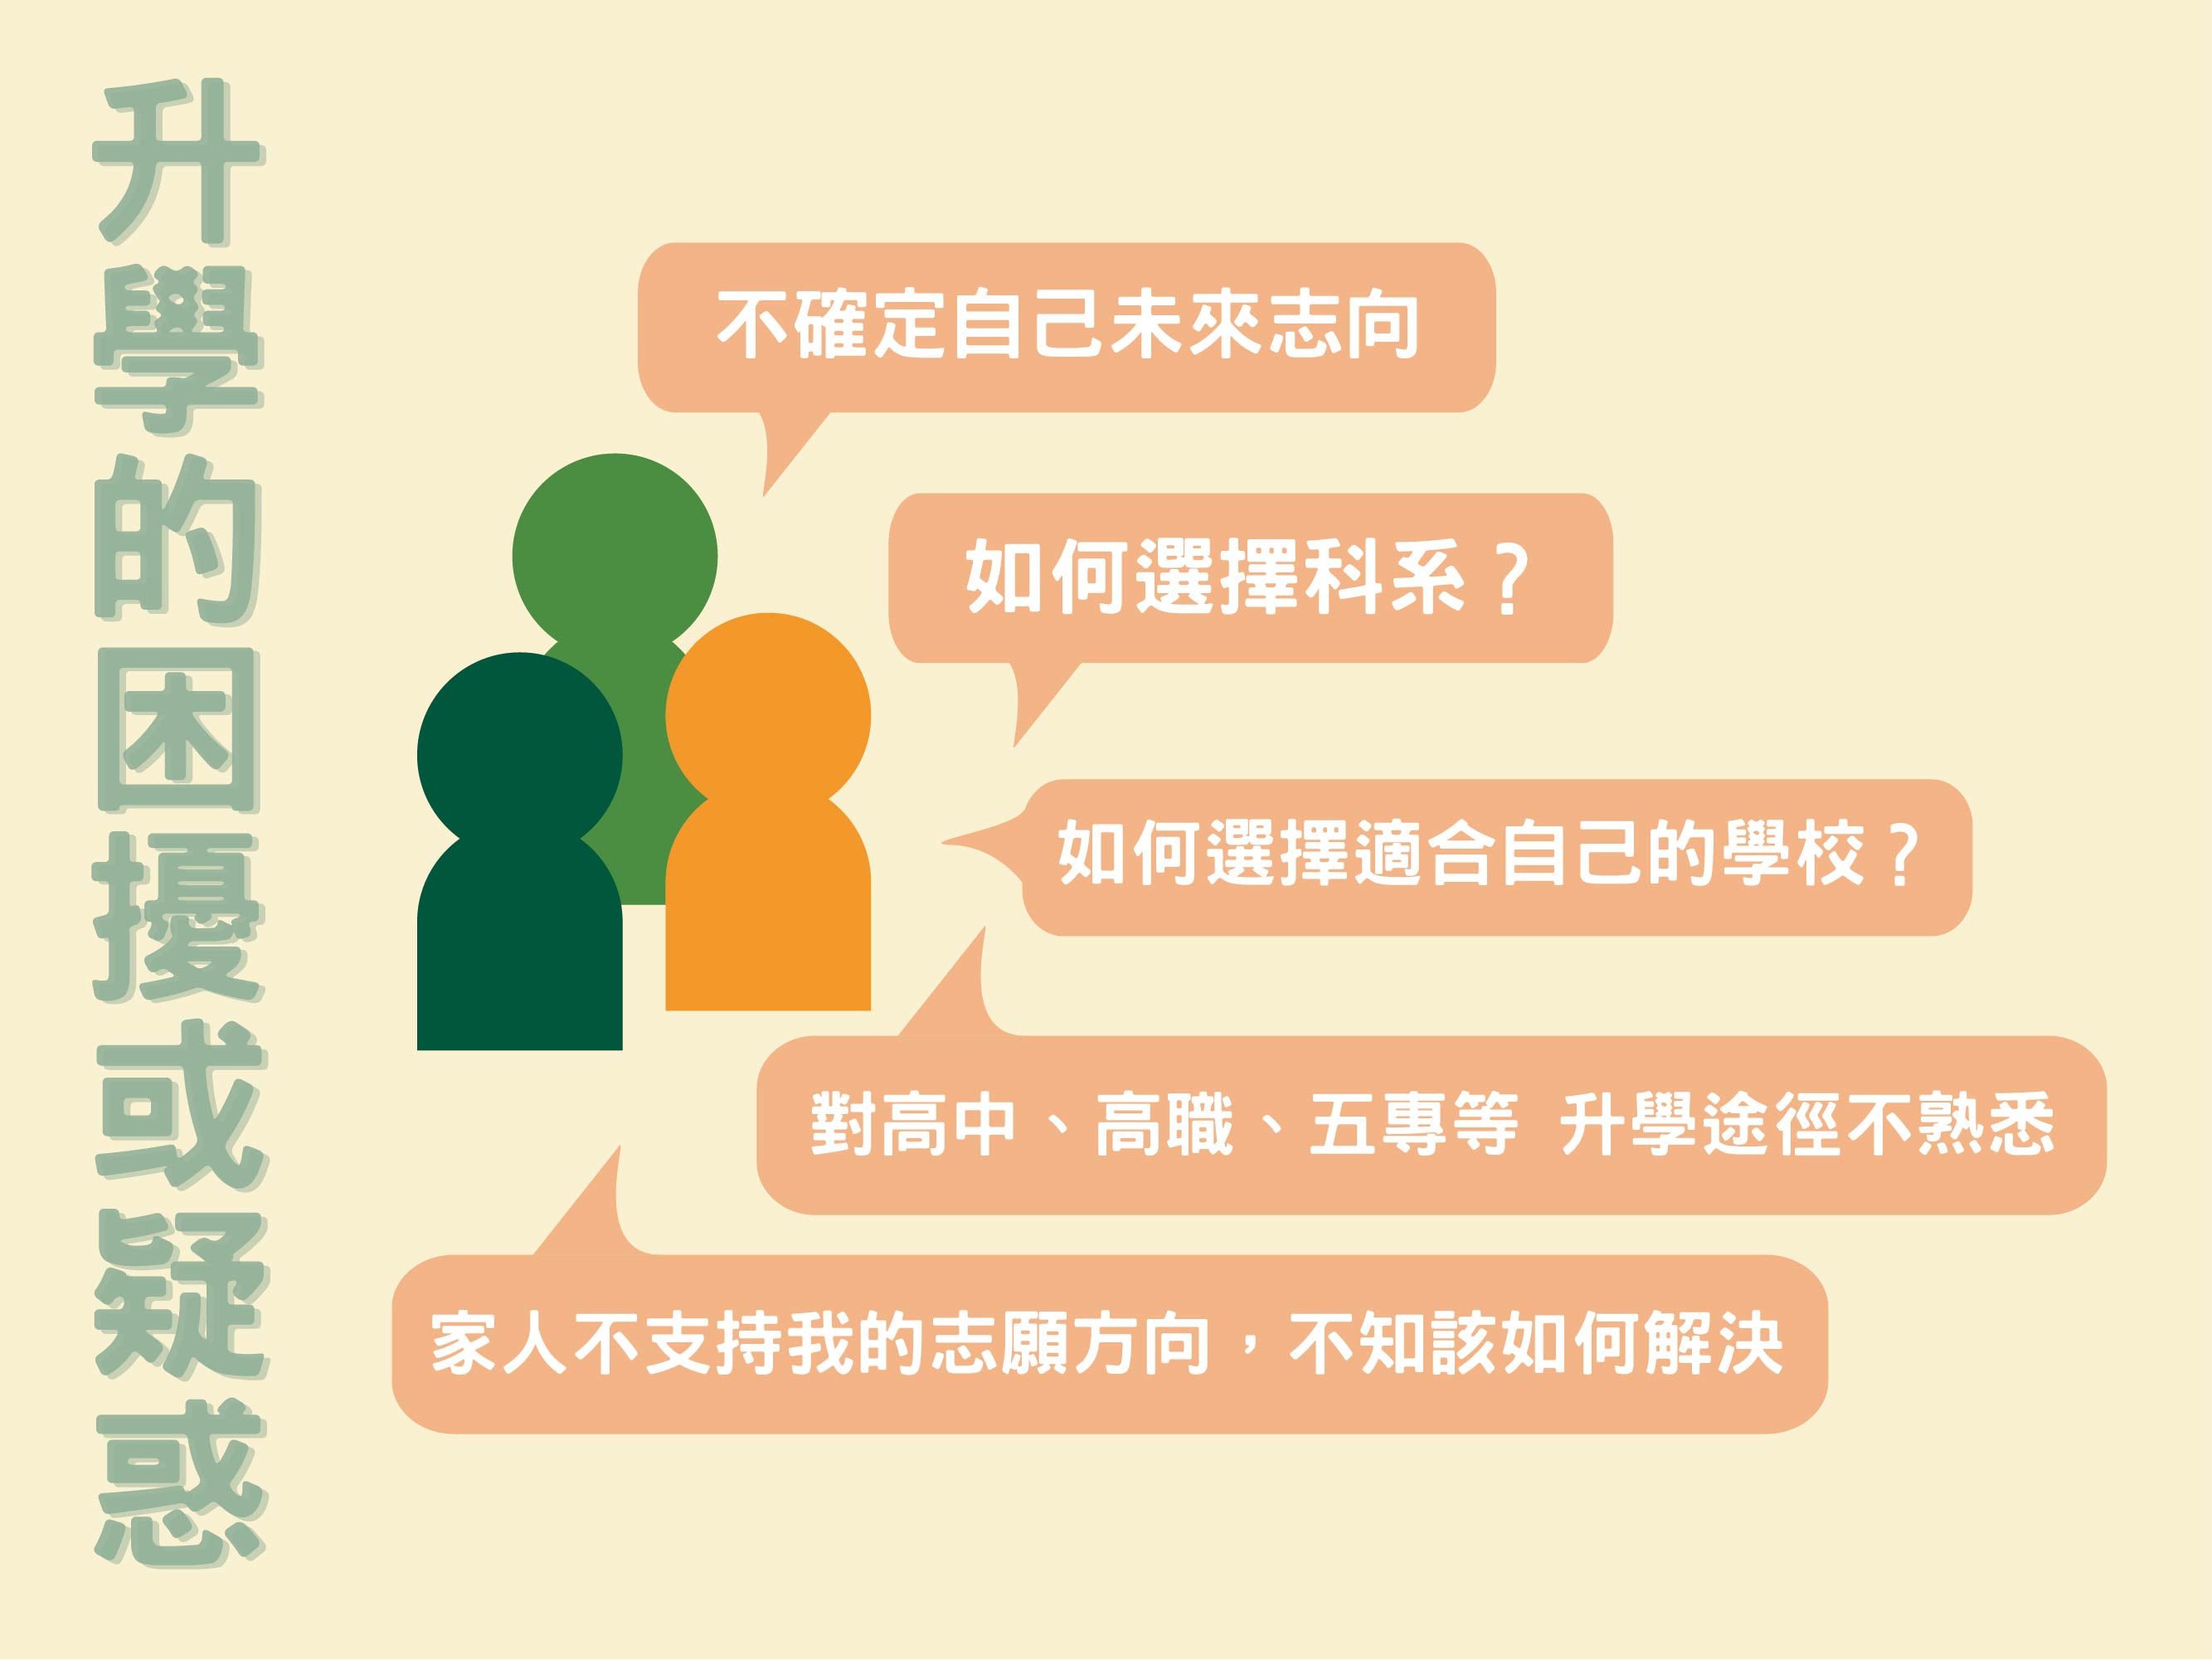 升學的困擾或疑惑
不確定自己未來志向
如何選擇科系？
如何選擇適合自己的學校？
對高中、高職、五專等 升學途徑不熟悉
家人不支持我的志願方向，不知該如何解決